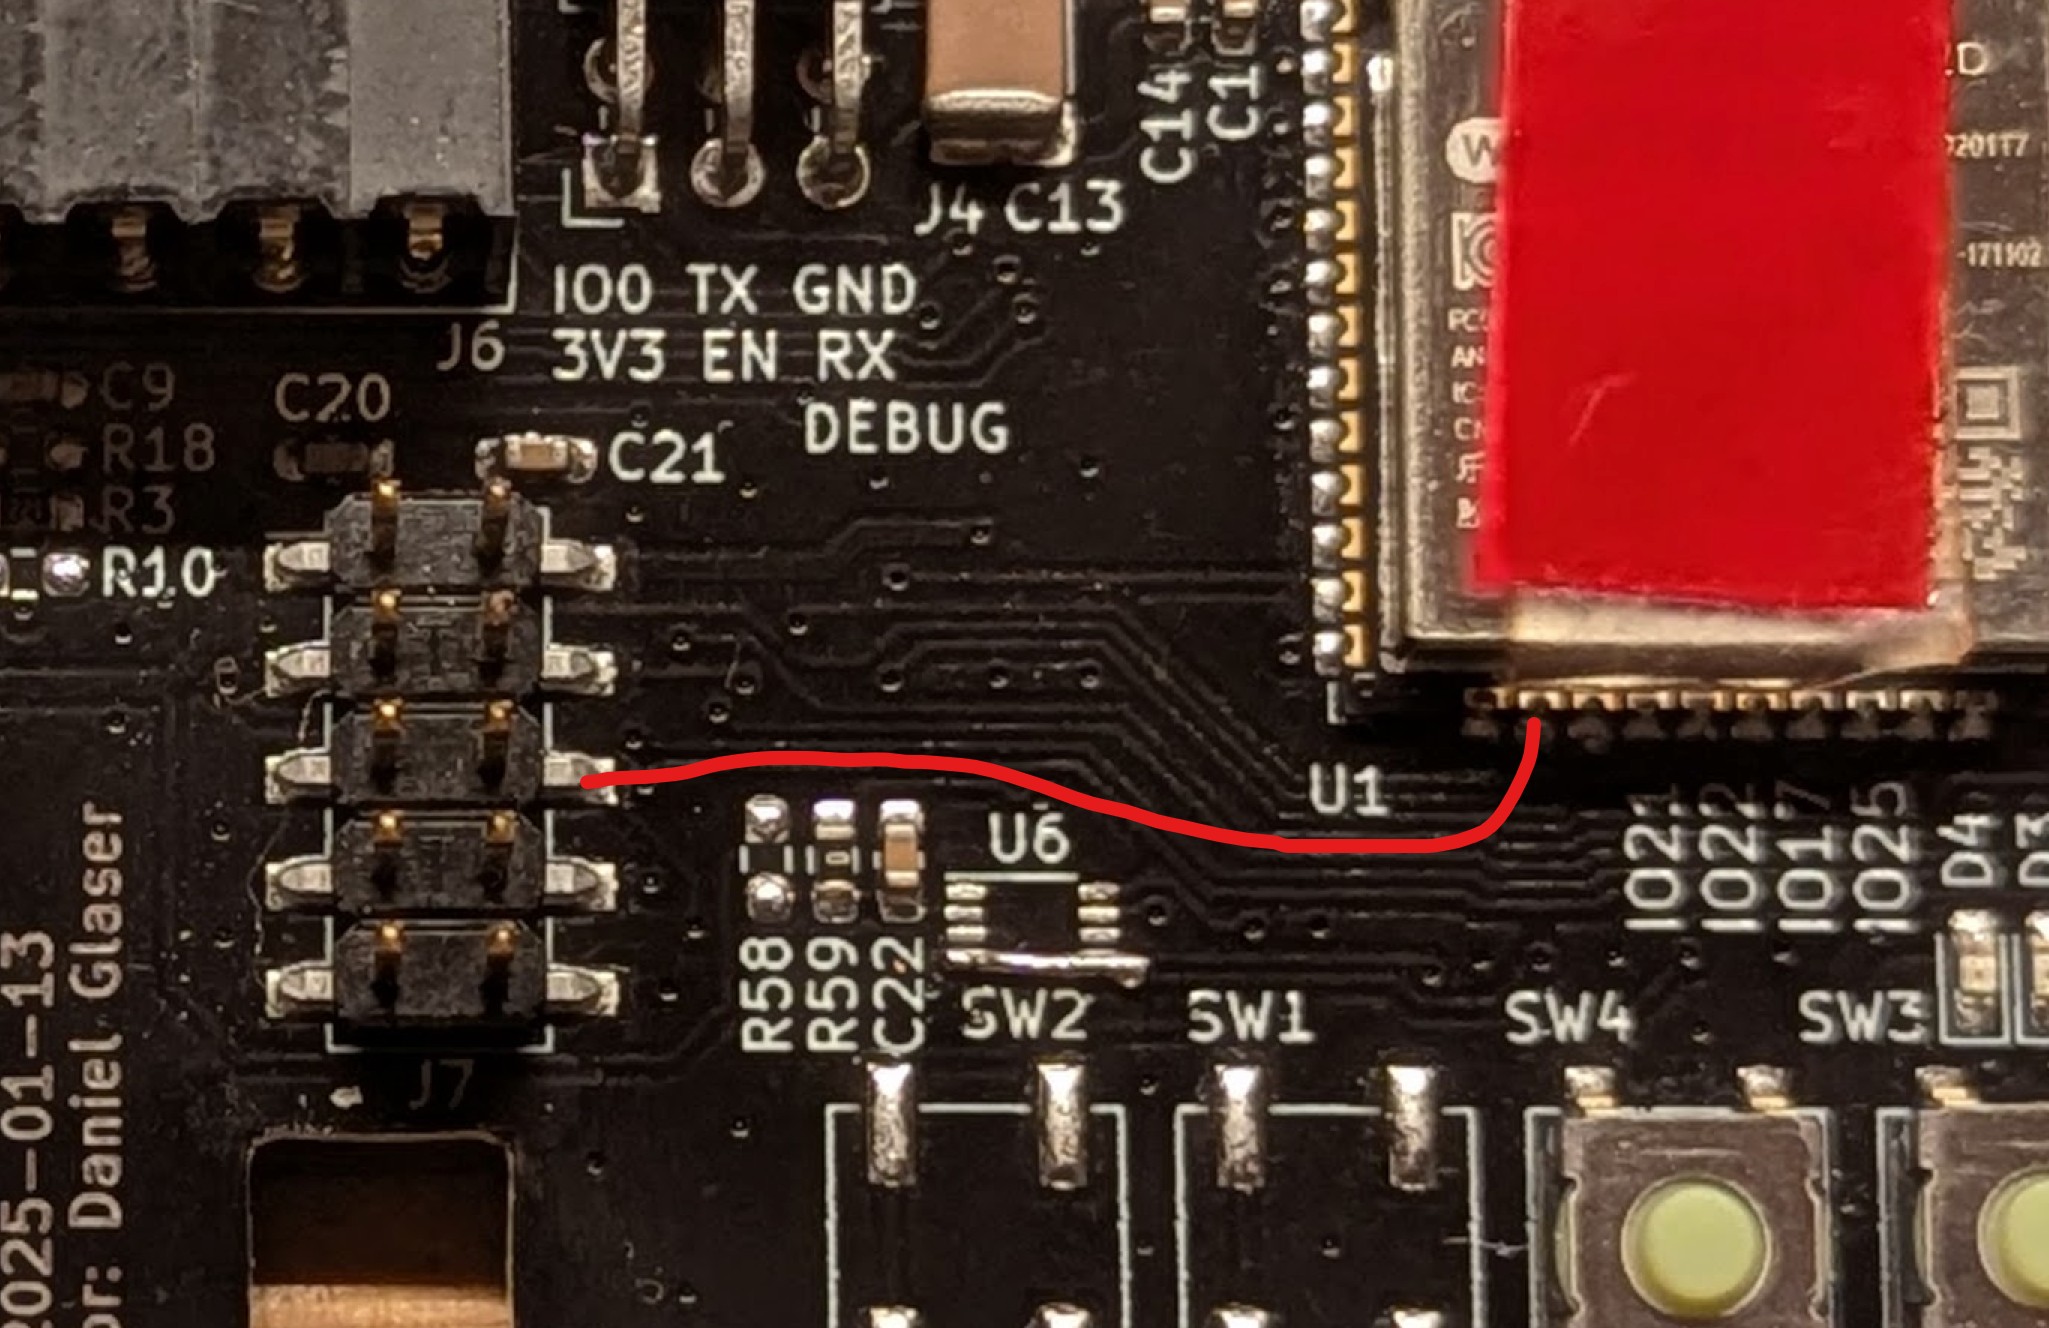 C14
C1
J4 C13
IO0 TX GND
3V3 EN RX
DEBUG
J6
C9
R18
R3
R10
C20
C21
U1
U6
R58
R59
C22
SW2
SW1
SW4
SW3
IO21
IO22
IO17
IO25
D4
D3
J7
2025-01-13
or: Daniel Glaser
W
D
-171102